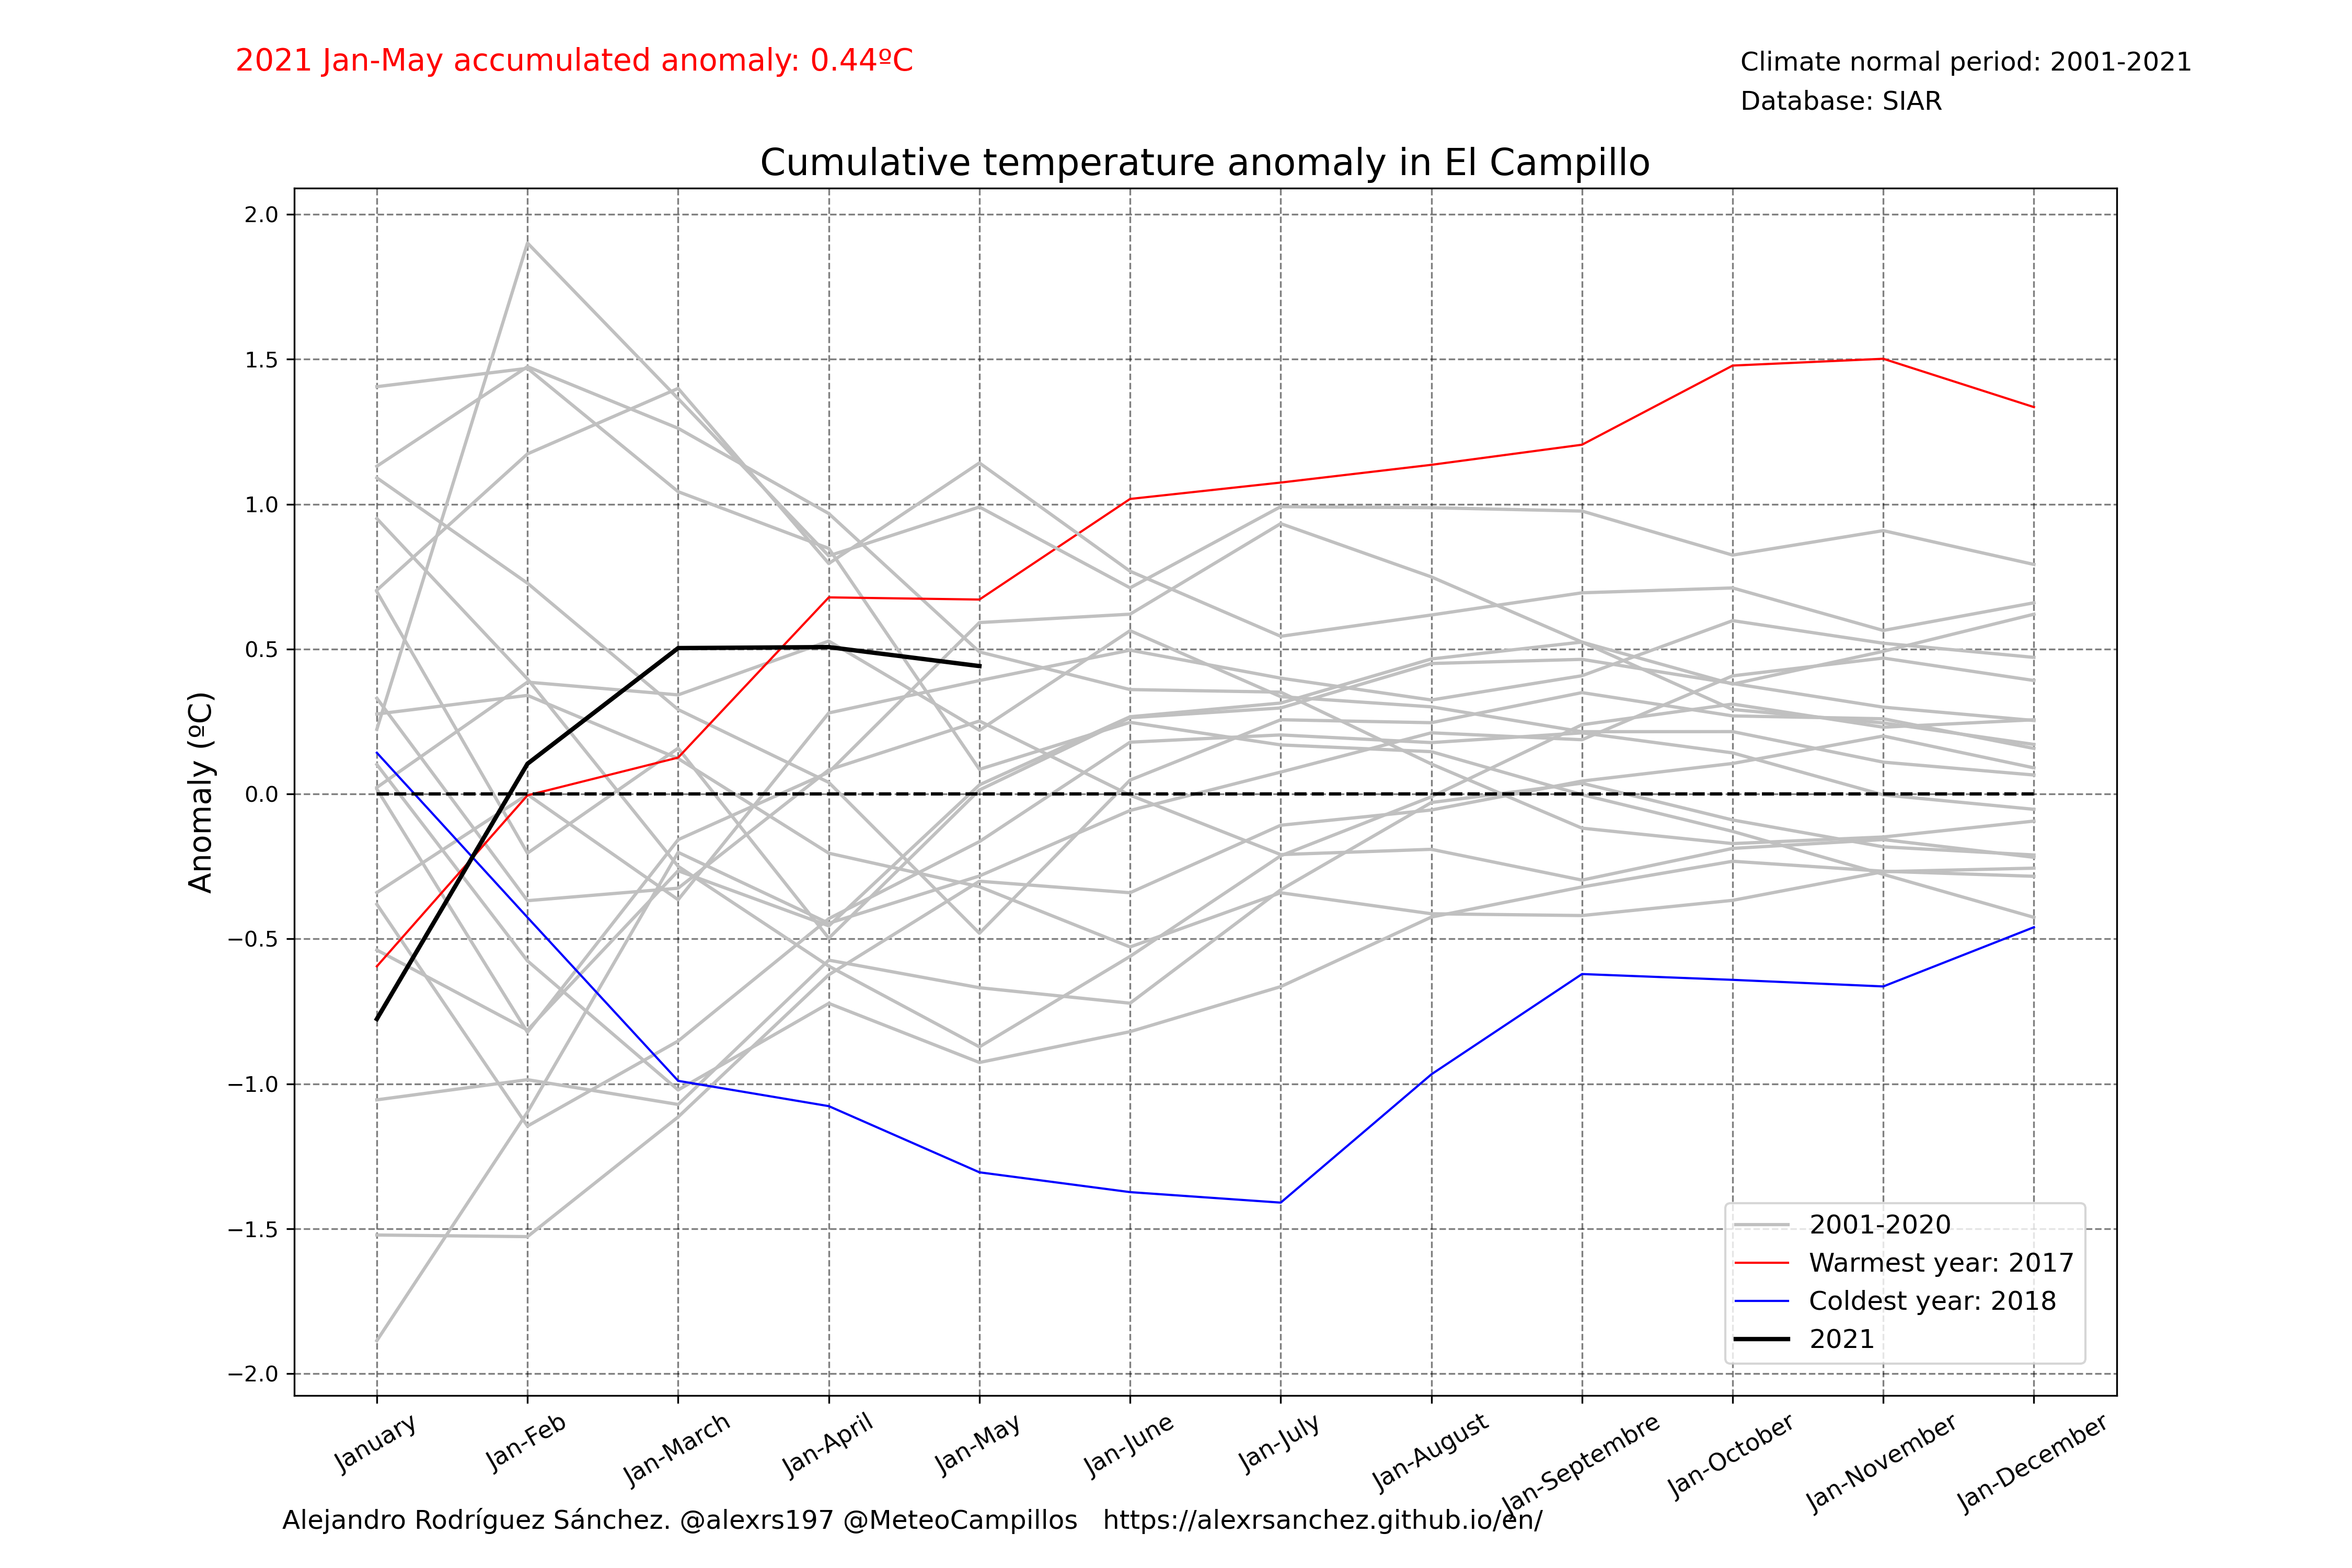 2021 Jan-May accumulated anomaly: 0.44ºC
Climate normal period: 2001-2021
Database: SIAR
Cumulative temperature anomaly in El Campillo
Anomaly (ºC)
2.0
1.5
1.0
0.5
0.0
−0.5
−1.0
−1.5
−2.0
2001-2020
Warmest year: 2017
Coldest year: 2018
2021
January
Jan-Feb
Jan-March
Jan-April
Jan-May
Jan-June
Jan-July
Jan-August
Jan-Septembre
Jan-October
Jan-November
Jan-December
Alejandro Rodríguez Sánchez. @alexrs197 @MeteoCampillos https://alexrsanchez.github.io/en/